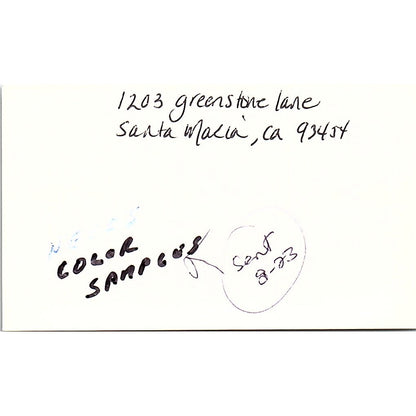 1203 greenstone lane
Santa Maria, ca 93454
COLOR
SAMPLES
Sent
8-23